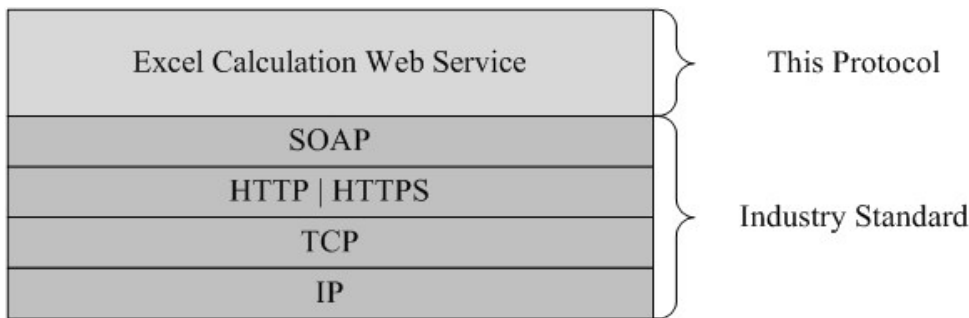 Excel Calculation Web Service
This Protocol
SOAP
HTTP | HTTPS
TCP
IP
Industry Standard